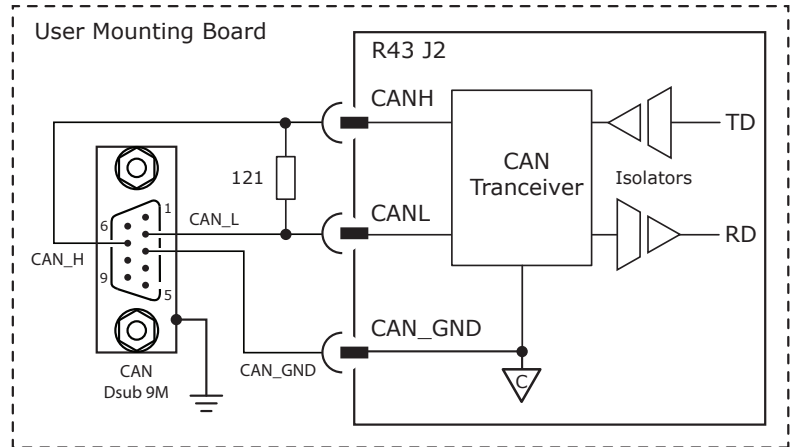 User Mounting Board
R43 J2
CANH
TD
CAN
Tranceiver
Isolators
121
CANL
RD
CAN_L
1
6
CAN_H
9
5
CAN_GND
CAN_GND
C
CAN
Dsub 9M